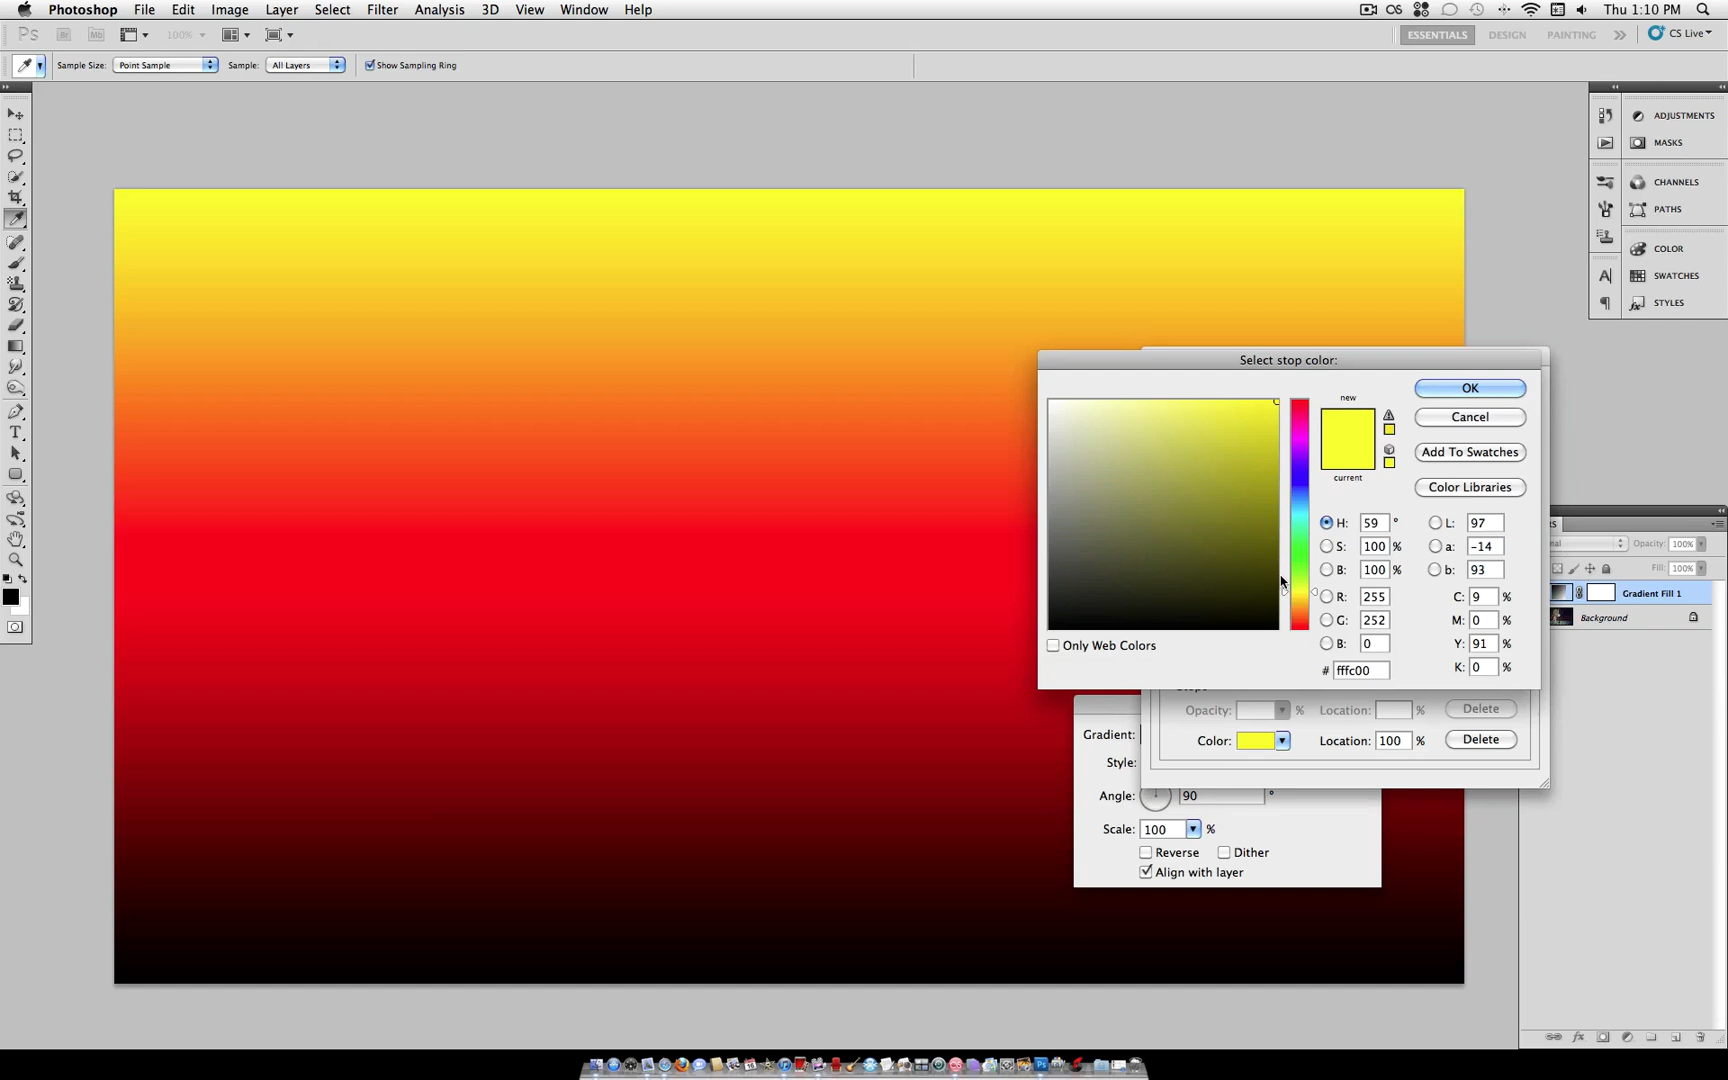 Photoshop File Edit Image Layer Select Filter Analysis 3D View Window Help
OS Thu 1:10 PM
Ps Br Mb 100% ESSENTIALS DESIGN PAINTING CS Live
Sample Size: Point Sample Sample: All Layers Show Sampling Ring
ADJUSTMENTS
MASKS
CHANNELS
PATHS
COLOR
SWATCHES
STYLES
Select stop color:
new
current
OK
Cancel
Add To Swatches
Color Libraries
H: 59 ° L: 97
S: 100 % a: -14
B: 100 % b: 93
R: 255 C: 9 %
G: 252 M: 0 %
B: 0 Y: 91 %
# fffc00 K: 0 %
Only Web Colors
Opacity: % Location: % Delete
Color: Location: 100 % Delete
Gradient:
Style:
Angle: 90 °
Scale: 100 %
Reverse Dither
Align with layer
Opacity: 100%
Fill: 100%
Gradient Fill 1
Background